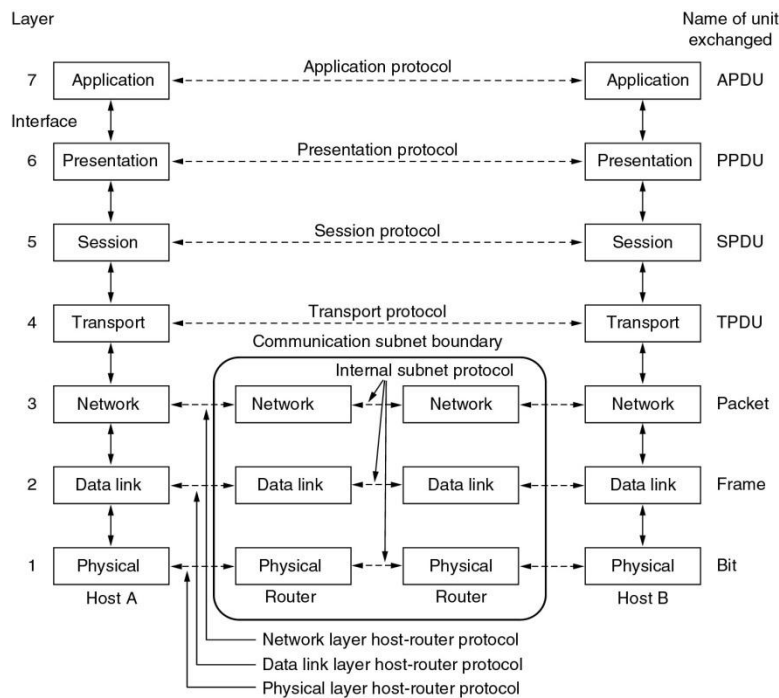 Layer
Name of unit
exchanged
7 Application Application protocol Application APDU
Interface
6 Presentation Presentation protocol Presentation PPDU
5 Session Session protocol Session SPDU
4 Transport Transport protocol Transport TPDU
Communication subnet boundary
Internal subnet protocol
3 Network Network Network Network Packet
2 Data link Data link Data link Data link Frame
1 Physical Physical Physical Physical Bit
Host A Router Router Host B
Network layer host-router protocol
Data link layer host-router protocol
Physical layer host-router protocol